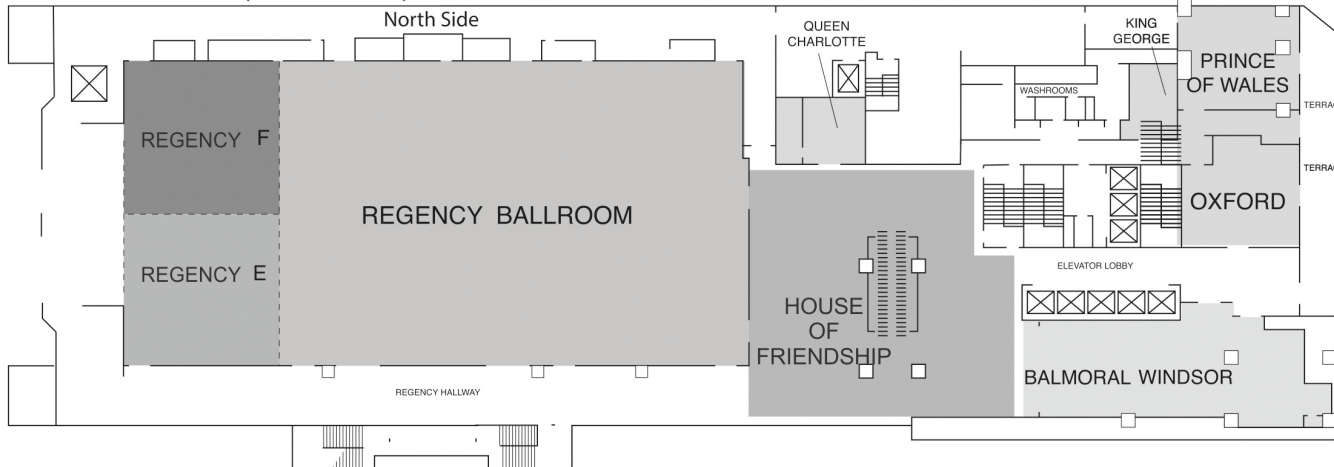 North Side
QUEEN
CHARLOTTE
KING
GEORGE
PRINCE
OF WALES
WASHROOMS
REGENCY F
REGENCY BALLROOM
OXFORD
REGENCY E
ELEVATOR LOBBY
HOUSE
OF
FRIENDSHIP
BALMORAL WINDSOR
REGENCY HALLWAY